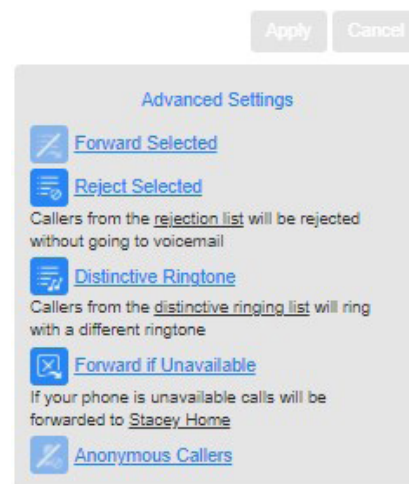 Apply Cancel
Advanced Settings
Forward Selected
Reject Selected
Callers from the rejection list will be rejected
without going to voicemail
Distinctive Ringtone
Callers from the distinctive ringing list will ring
with a different ringtone
Forward if Unavailable
If your phone is unavailable calls will be
forwarded to Stacey Home
Anonymous Callers